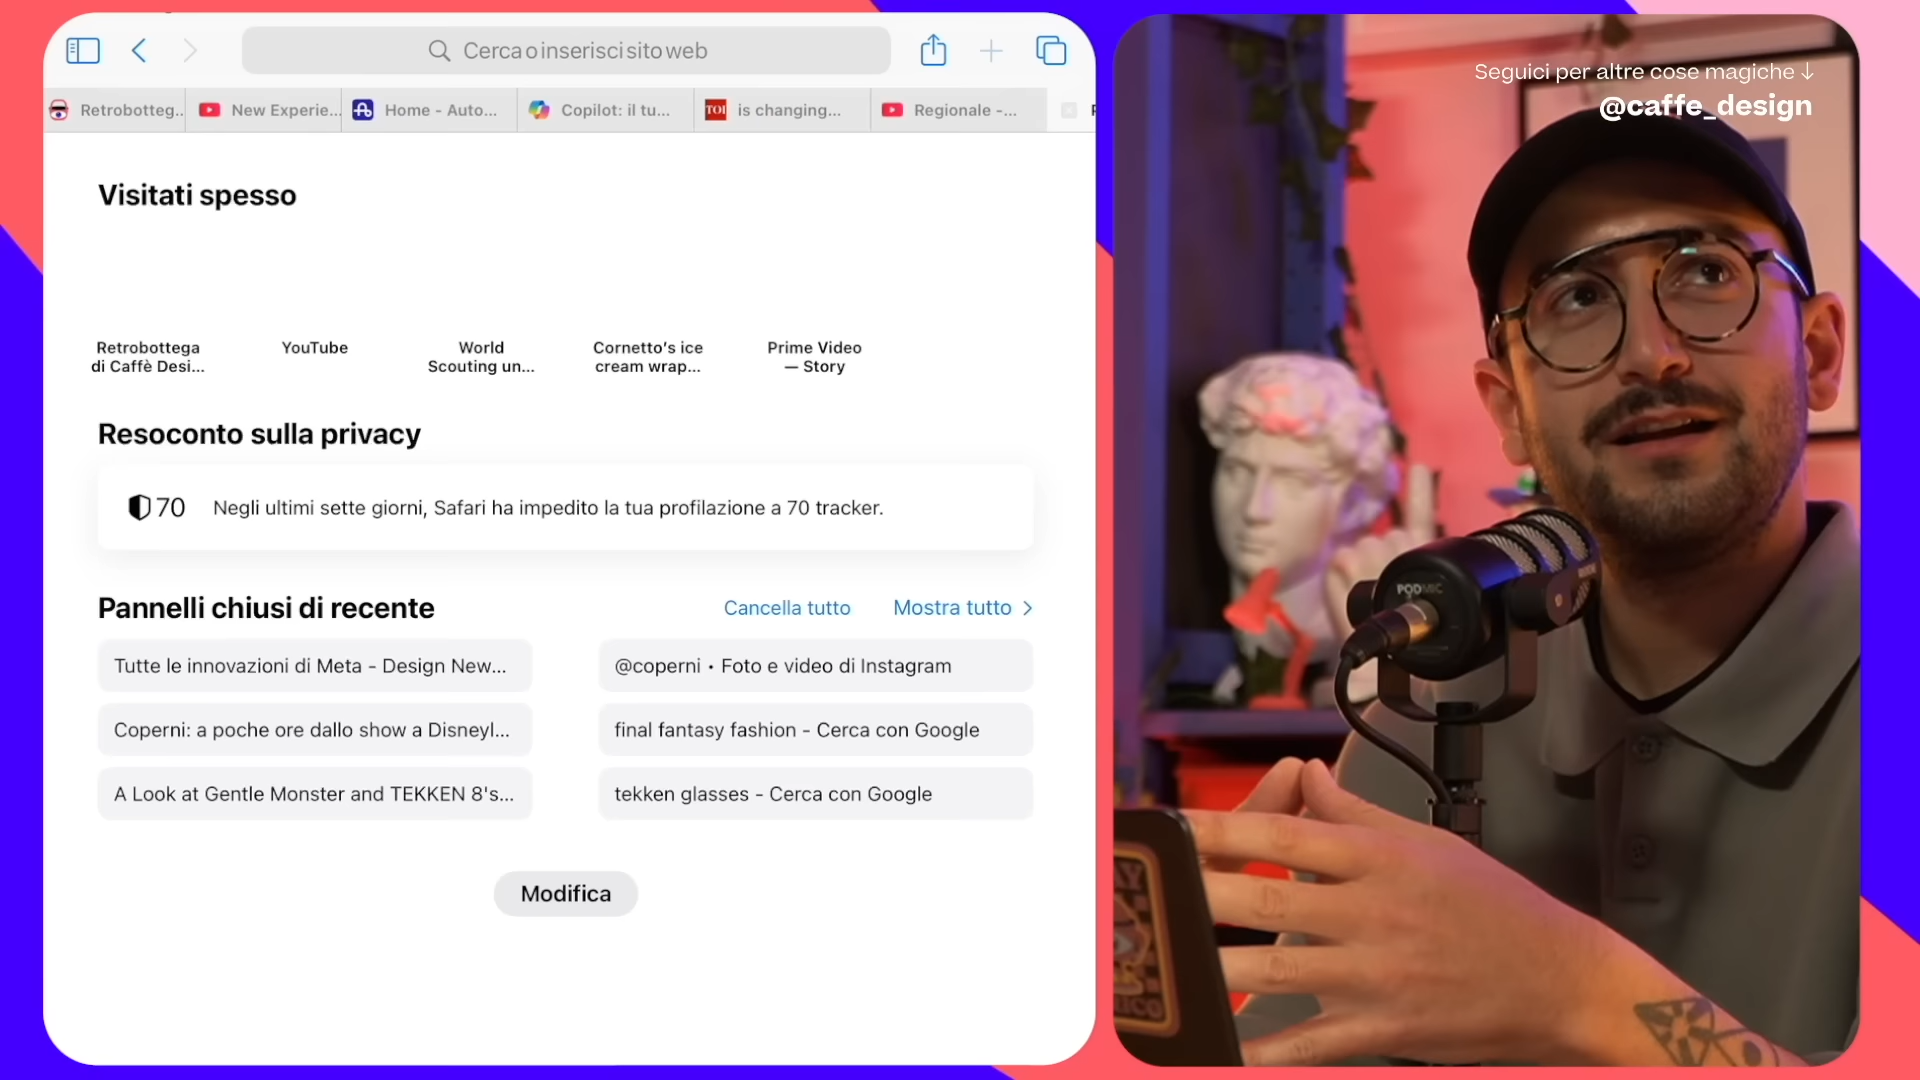 Cerca o inserisci sito web
Retrobotteg...
New Experie...
Home - Auto...
Copilot: il tu...
TOI is changing...
Regionale -...
Visitati spesso
Retrobottega
di Caffè Desi...
YouTube
World
Scouting un...
Cornetto’s ice
cream wrap...
Prime Video
— Story
Resoconto sulla privacy
70 Negli ultimi sette giorni, Safari ha impedito la tua profilazione a 70 tracker.
Pannelli chiusi di recente
Cancella tutto
Mostra tutto
Tutte le innovazioni di Meta - Design New...
@coperni • Foto e video di Instagram
Coperni: a poche ore dallo show a Disneyl...
final fantasy fashion - Cerca con Google
A Look at Gentle Monster and TEKKEN 8's...
tekken glasses - Cerca con Google
Modifica
Seguici per altre cose magiche ↓
@caffe_design
PODMIC